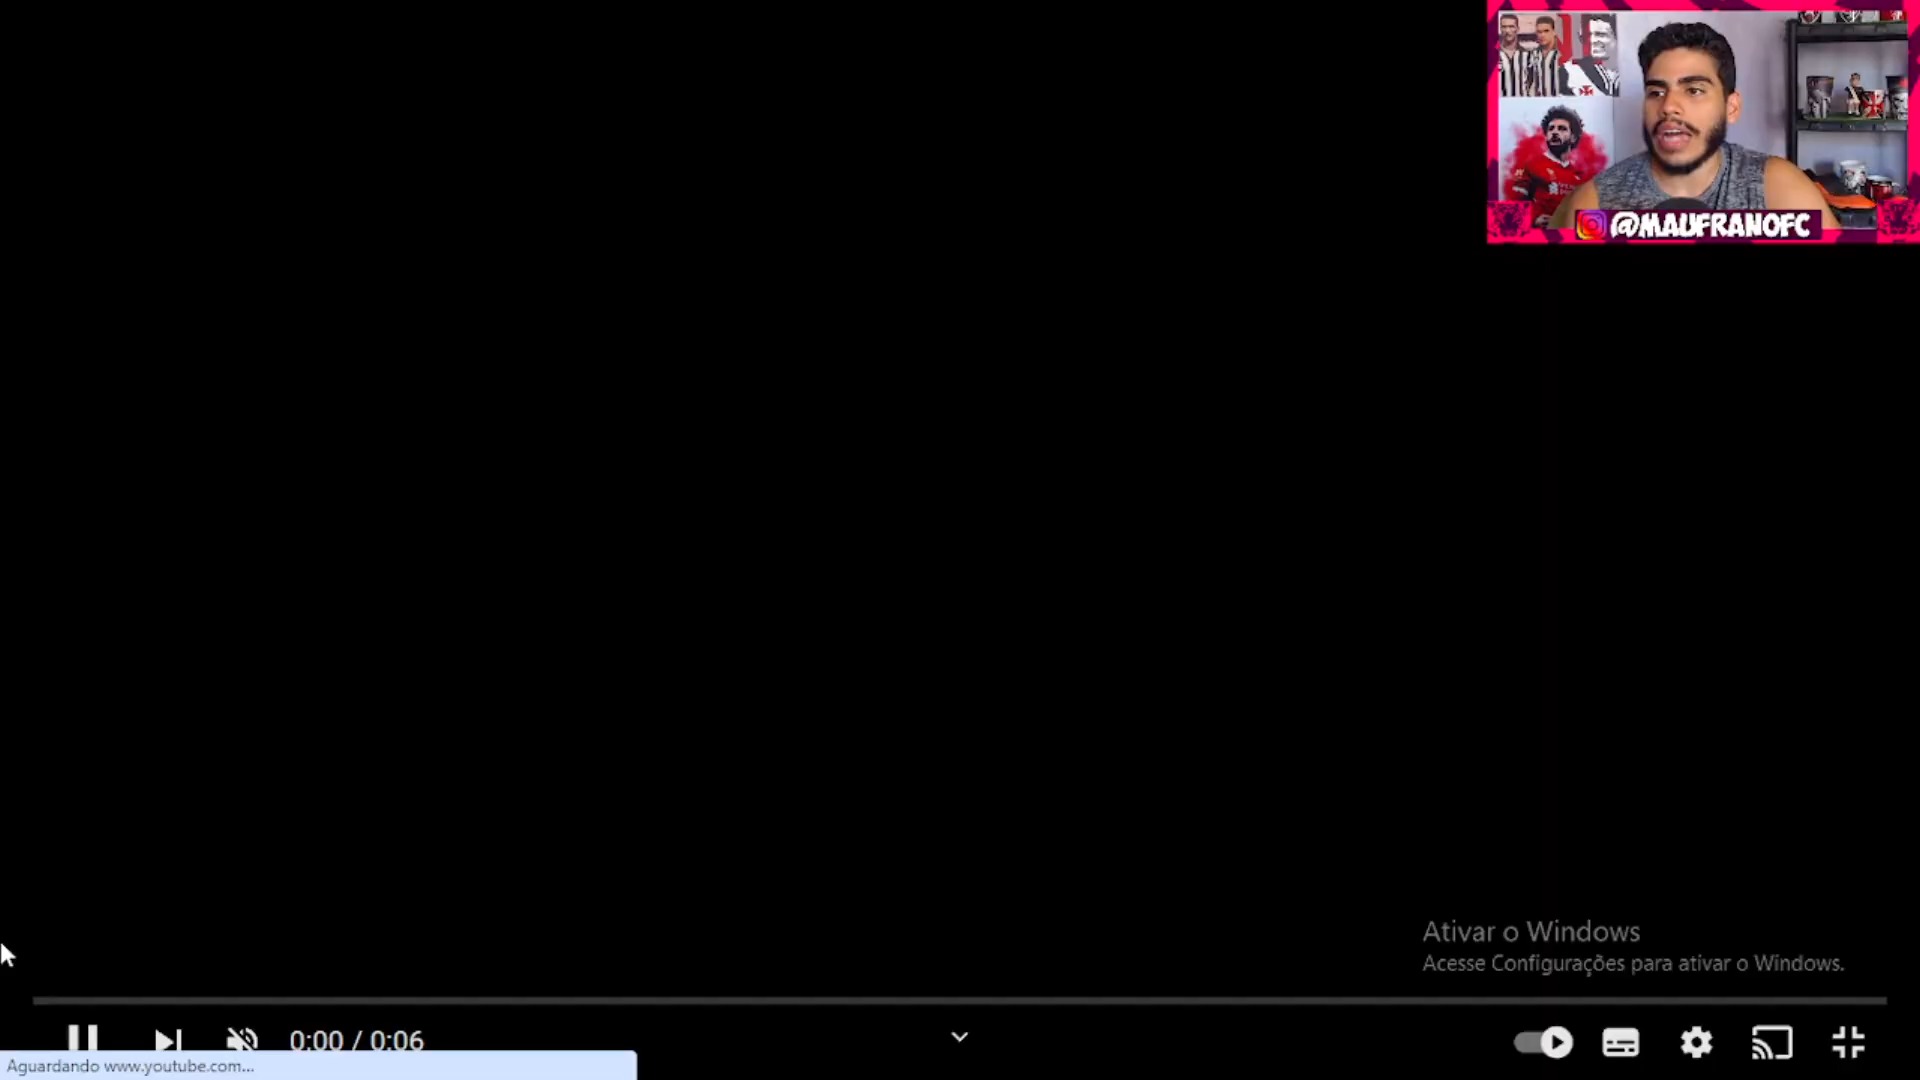 @MAUFRANOFC
Ativar o Windows
Acesse Configurações para ativar o Windows.
0:00 / 0:06
Aguardando www.youtube.com...